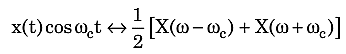 x(t) cos ω_c t ↔ 1/2 [X(ω − ω_c) + X(ω + ω_c)]